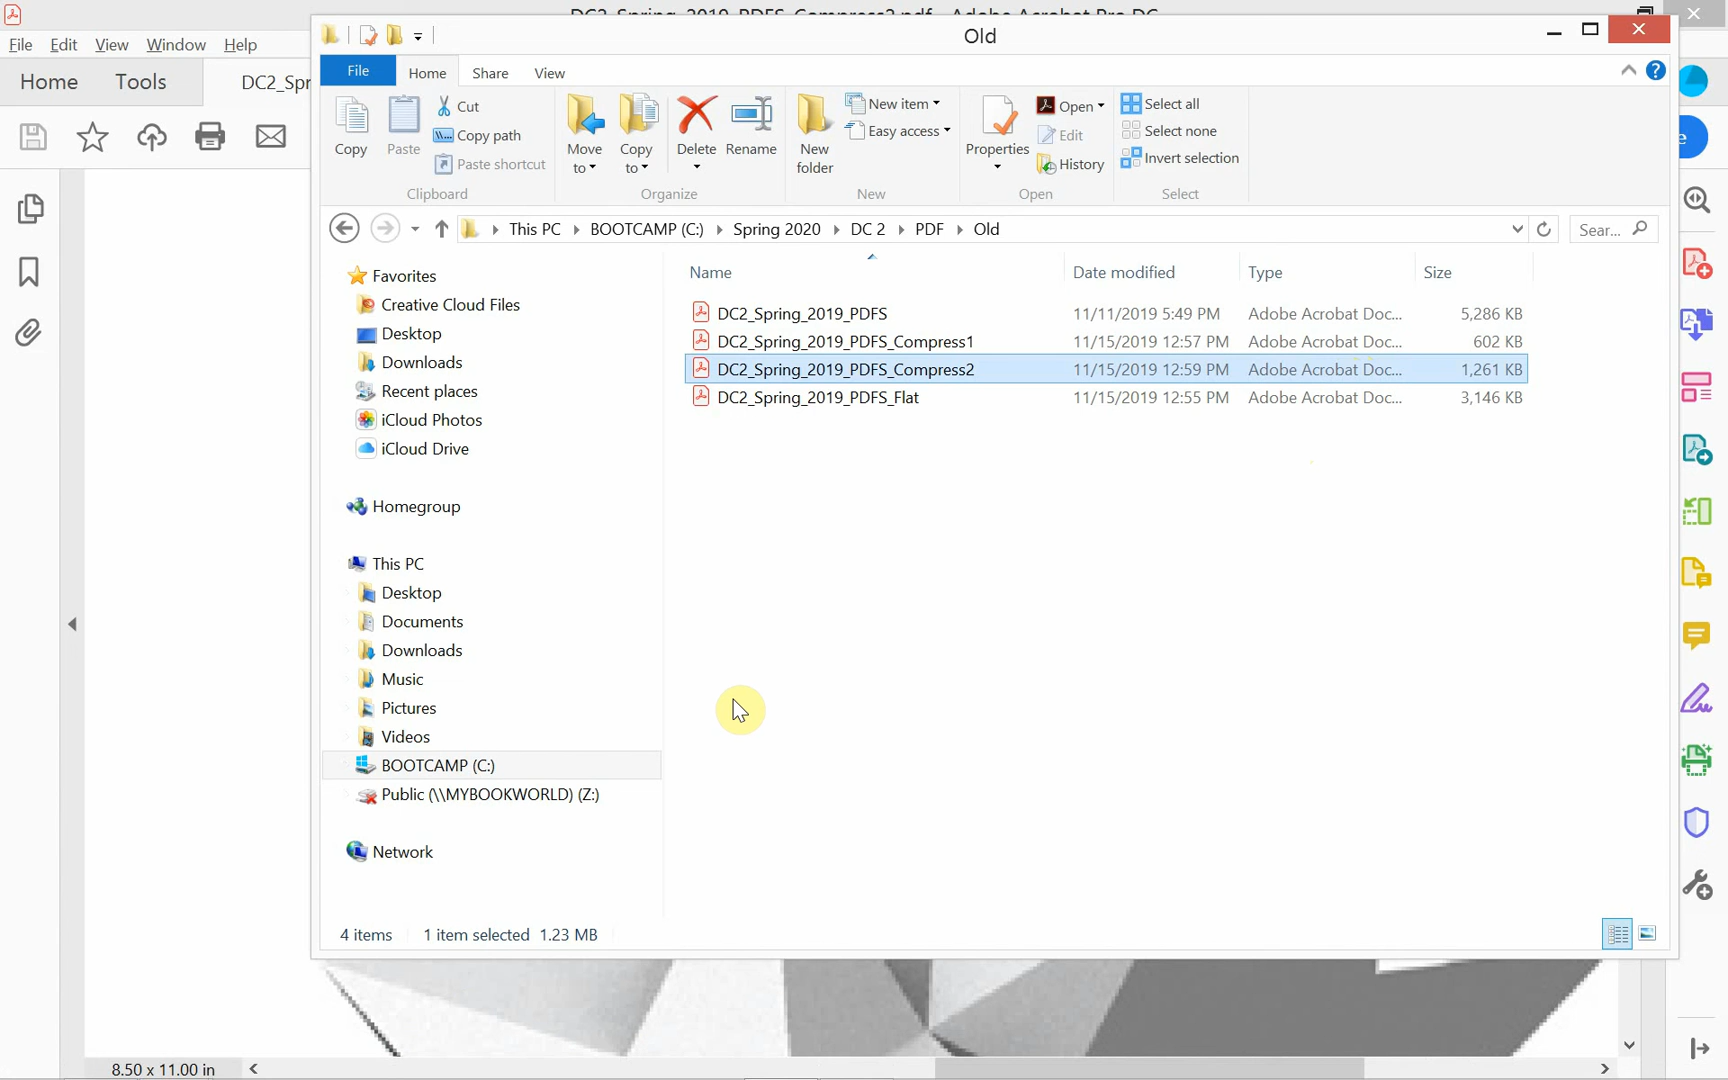 DC2_Spring_2019_PDFS_Compress2.pdf - Adobe Acrobat Pro DC
File Edit View Window Help
Home Tools DC2_Spr
Old
File Home Share View
Copy
Paste
Cut
Copy path
Paste shortcut
Clipboard
Move to
Copy to
Delete
Rename
Organize
New folder
New item
Easy access
New
Properties
Open
Edit
History
Open
Select all
Select none
Invert selection
Select
This PC BOOTCAMP (C:) Spring 2020 DC 2 PDF Old
Sear...
Name Date modified Type Size
DC2_Spring_2019_PDFS 11/11/2019 5:49 PM Adobe Acrobat Doc... 5,286 KB
DC2_Spring_2019_PDFS_Compress1 11/15/2019 12:57 PM Adobe Acrobat Doc... 602 KB
DC2_Spring_2019_PDFS_Compress2 11/15/2019 12:59 PM Adobe Acrobat Doc... 1,261 KB
DC2_Spring_2019_PDFS_Flat 11/15/2019 12:55 PM Adobe Acrobat Doc... 3,146 KB
Favorites
Creative Cloud Files
Desktop
Downloads
Recent places
iCloud Photos
iCloud Drive
Homegroup
This PC
Desktop
Documents
Downloads
Music
Pictures
Videos
BOOTCAMP (C:)
Public (\\MYBOOKWORLD) (Z:)
Network
4 items 1 item selected 1.23 MB
8.50 x 11.00 in